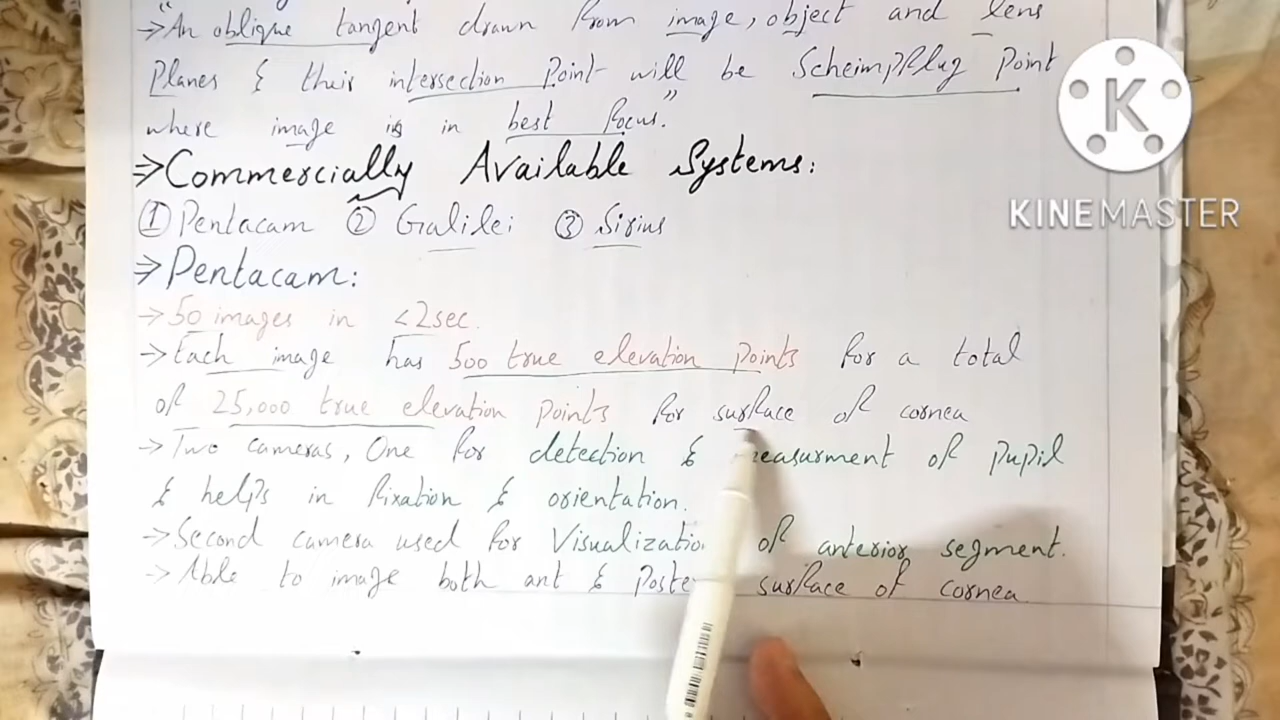 "
→An oblique tangent drawn from image, object and lens
Planes & their intersection Point will be Scheimpflug Point
where image is in best focus."
⇒Commercially Available Systems:
① Pentacam ② Galilei ③ Sirius
⇒Pentacam:
→50 images in <2sec.
→Each image has 500 true elevation points for a total
of 25,000 true elevation points for surface of cornea
→Two cameras, One for detection & measurment of pupil
& helps in fixation & orientation.
→Second camera used for Visualization of anterior segment.
→Able to image both ant & Poste surface of cornea
K
KINEMASTER